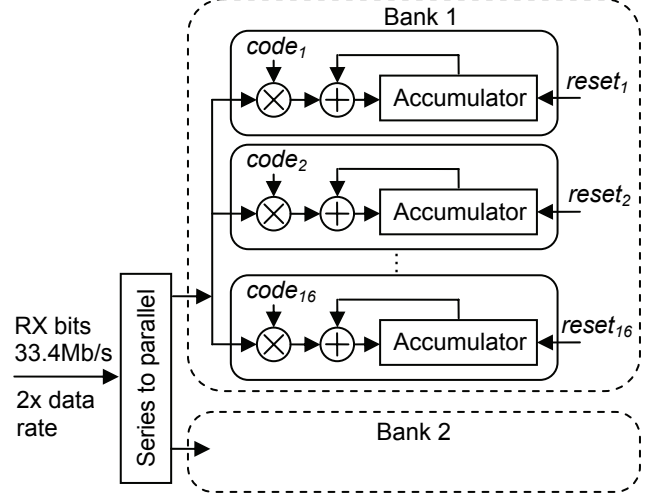 Bank 1
code1
Accumulator
reset1
code2
Accumulator
reset2
code16
Accumulator
reset16
RX bits
33.4Mb/s
2x data
rate
Series to parallel
Bank 2